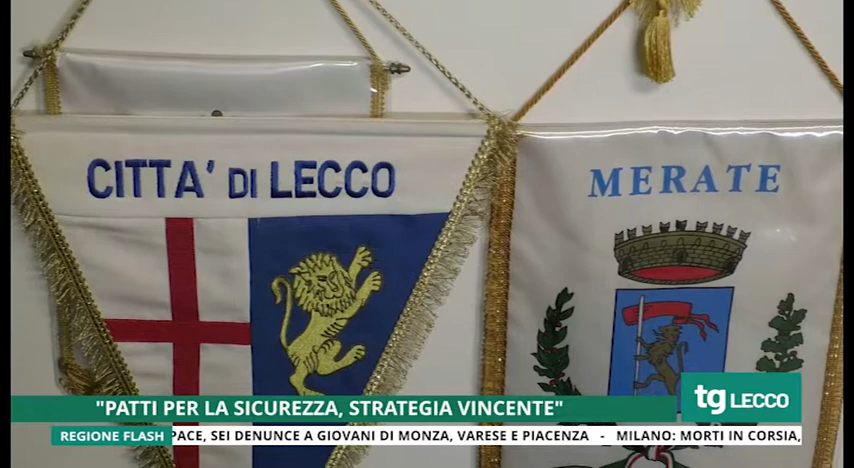 CITTA' DI LECCO
MERATE
"PATTI PER LA SICUREZZA, STRATEGIA VINCENTE"
tg LECCO
REGIONE FLASH
PACE, SEI DENUNCE A GIOVANI DI MONZA, VARESE E PIACENZA - MILANO: MORTI IN CORSIA,